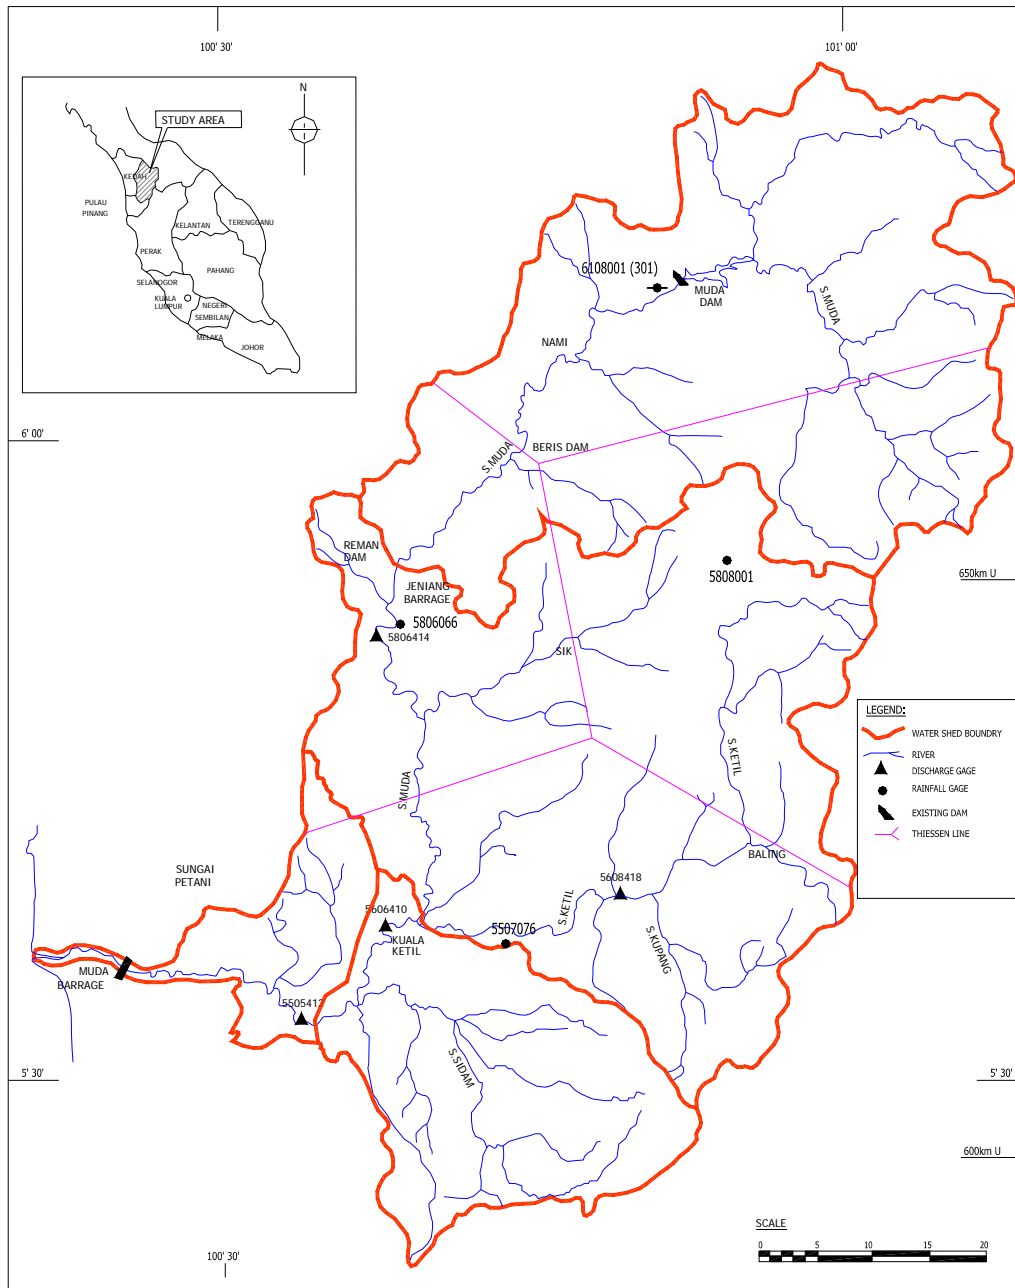 100' 30'
101' 00'
N
STUDY AREA
KEDAH
PULAU
PINANG
KELANTAN
TERENGGANU
PERAK
PAHANG
SELANOGOR
KUALA
LUMPUR
NEGERI
SEMBILAN
MELAKA
JOHOR
6108001 (301)
MUDA
DAM
S.MUDA
NAMI
6' 00'
BERIS DAM
S.MUDA
REMAN
DAM
5808001
650km U
JENIANG
BARRAGE
5806066
5806414
SIK
LEGEND:
WATER SHED BOUNDRY
RIVER
DISCHARGE GAGE
RAINFALL GAGE
EXISTING DAM
THIESSEN LINE
S.KETIL
S.MUDA
BALING
SUNGAI
PETANI
5608418
5606410
S.KETIL
5507076
KUALA
KETIL
S.KUPANG
MUDA
BARRAGE
S.SIDAM
5' 30'
5' 30'
600km U
SCALE
0 5 10 15 20
100' 30'